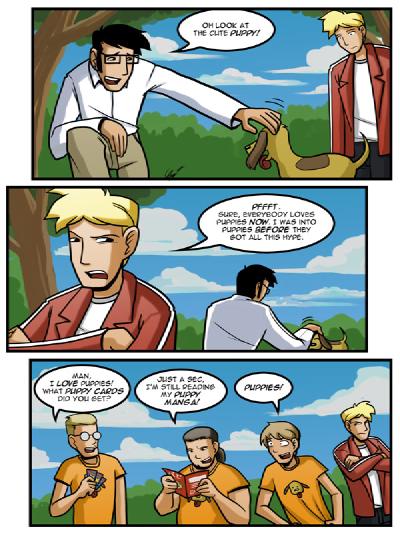 OH LOOK AT
THE CUTE PUPPY!
PFFFT.
SURE, EVERYBODY LOVES
PUPPIES NOW. I WAS INTO
PUPPIES BEFORE THEY
GOT ALL THIS HYPE.
MAN,
I LOVE PUPPIES!
WHAT PUPPY CARDS
DID YOU GET?
JUST A SEC,
I'M STILL READING
MY PUPPY
MANGA!
PUPPIES!